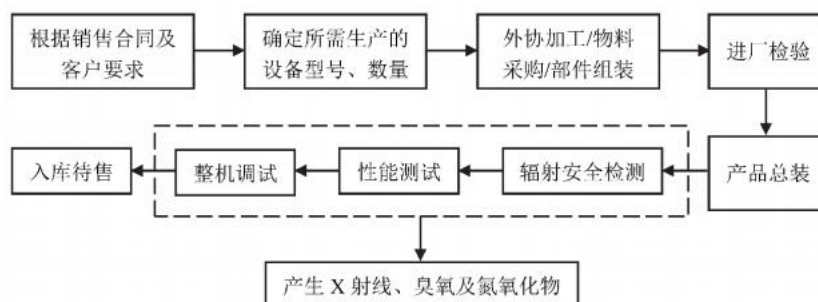 根据销售合同及
客户要求
确定所需生产的
设备型号、数量
外协加工/物料
采购/部件组装
进厂检验
产品总装
辐射安全检测
性能测试
整机调试
入库待售
产生 X 射线、臭氧及氮氧化物